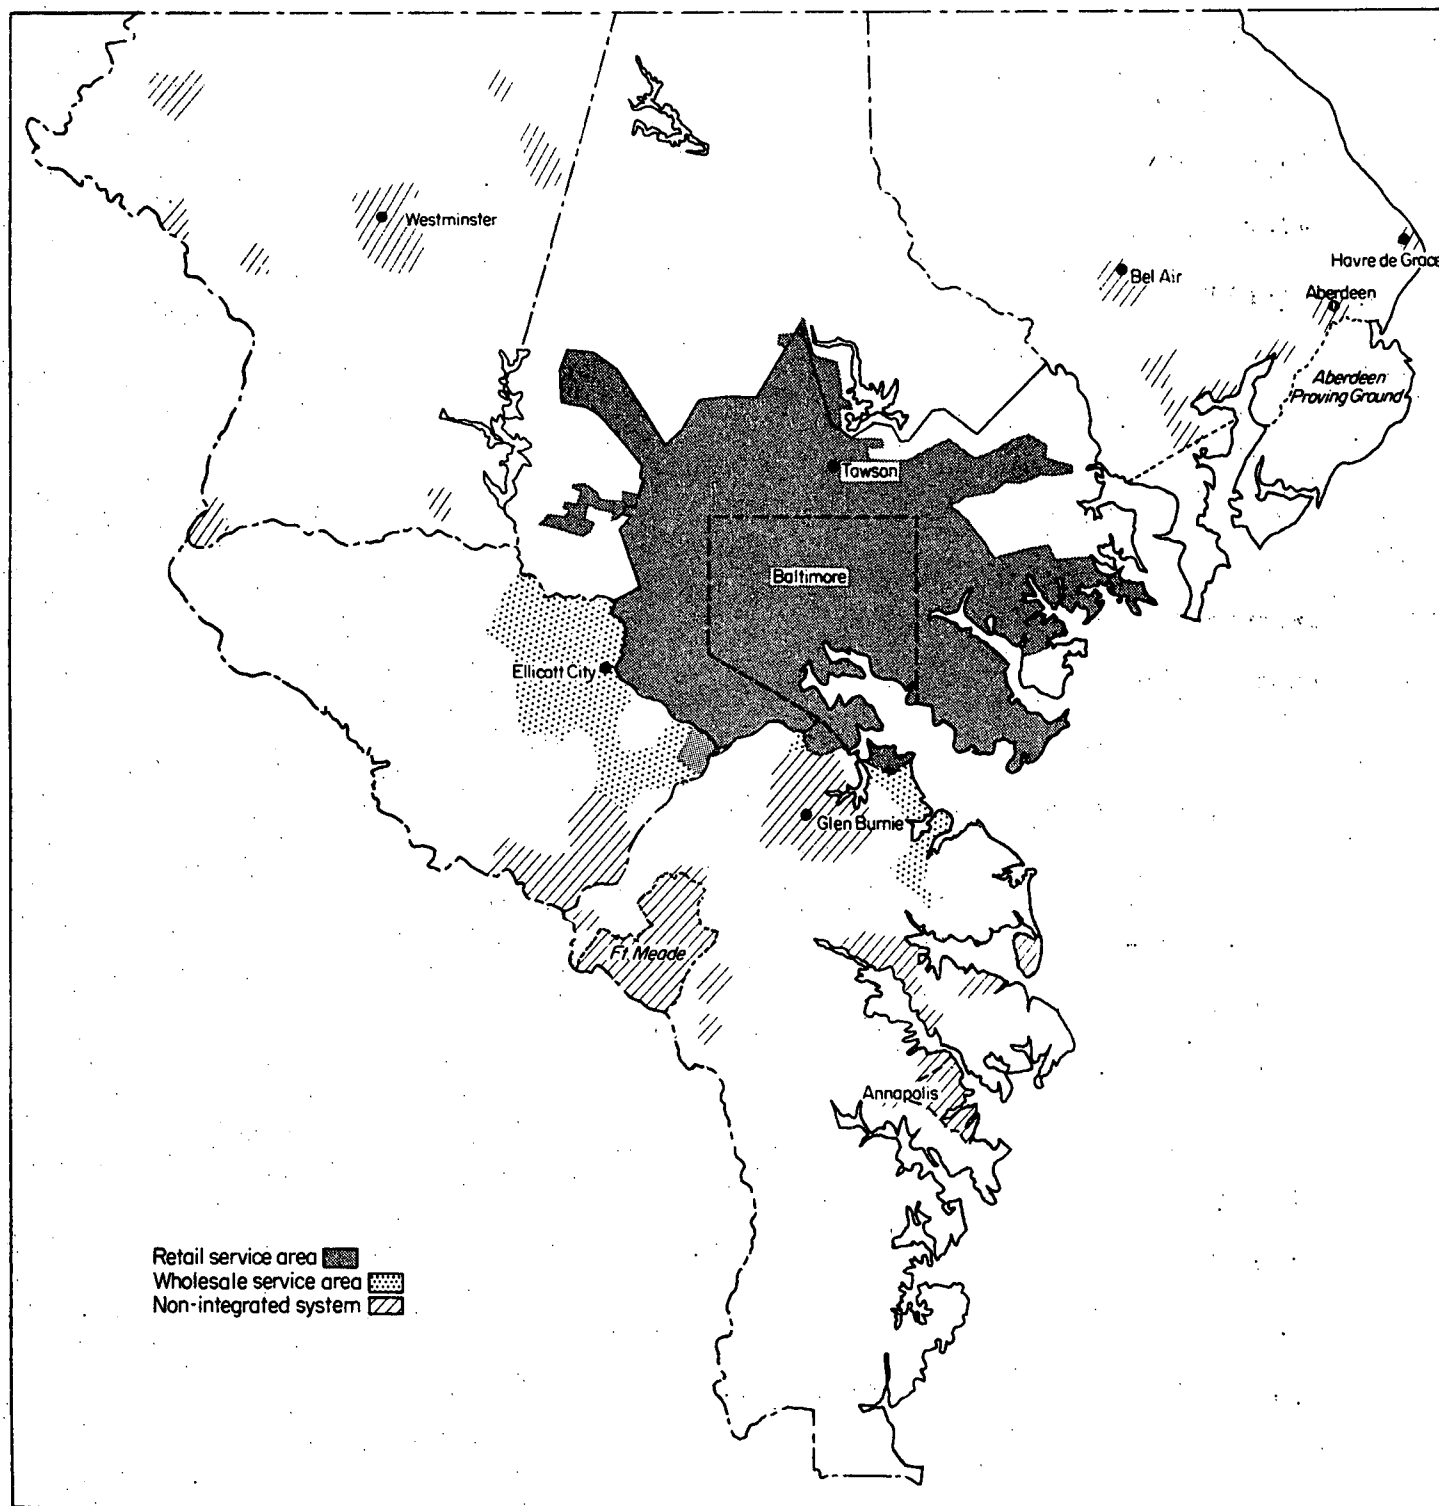 Westminster
Havre de Grace
Bel Air
Aberdeen
Aberdeen
Proving Ground
Towson
Baltimore
Ellicott City
Glen Burnie
Ft. Meade
Annapolis
Retail service area
Wholesale service area
Non-integrated system